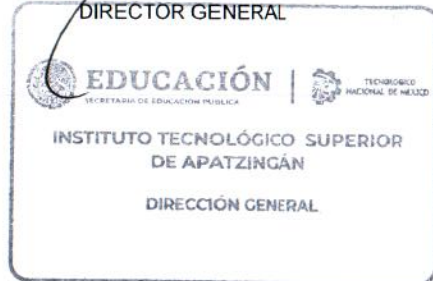 DIRECTOR GENERAL
EDUCACIÓN
SECRETARÍA DE EDUCACIÓN PÚBLICA
TECNOLÓGICO
NACIONAL DE MÉXICO
INSTITUTO TECNOLÓGICO SUPERIOR
DE APATZINGÁN
DIRECCIÓN GENERAL